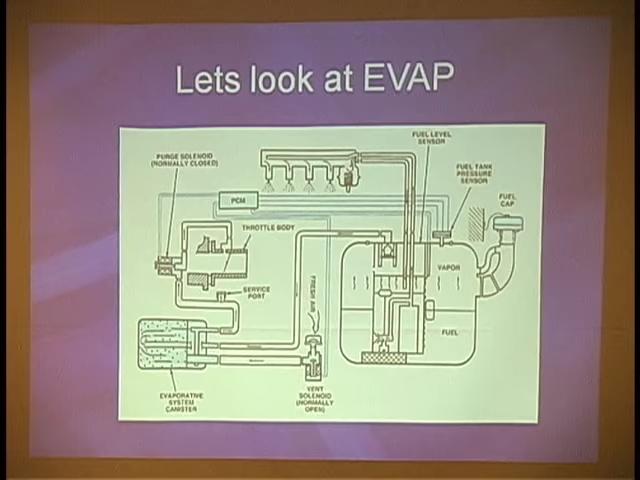 Lets look at EVAP
FUEL LEVEL
SENSOR
PURGE SOLENOID
(NORMALLY CLOSED)
FUEL TANK
PRESSURE
SENSOR
FUEL
CAP
PCM
THROTTLE BODY
VAPOR
SERVICE
PORT
FRESH AIR
FUEL
EVAPORATIVE
SYSTEM
CANISTER
VENT
SOLENOID
(NORMALLY
OPEN)